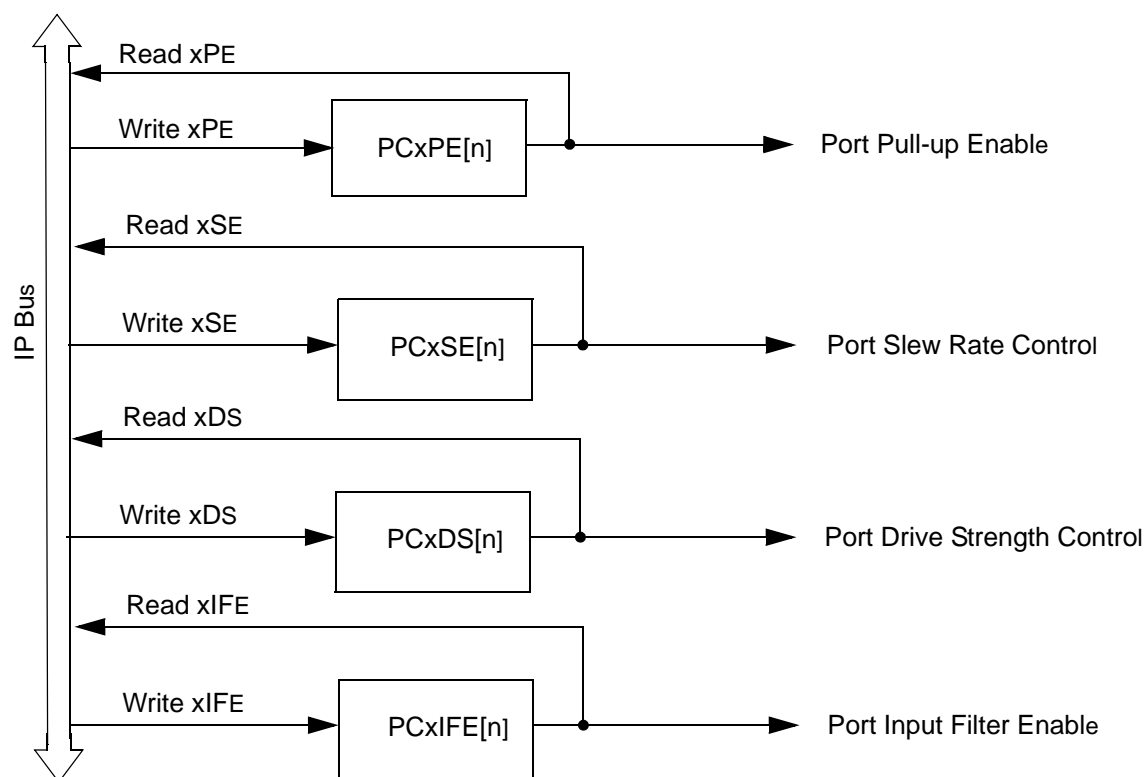 Read xPE
Write xPE
PCxPE[n]
Port Pull-up Enable
Read xSE
IP Bus
Write xSE
PCxSE[n]
Port Slew Rate Control
Read xDS
Write xDS
PCxDS[n]
Port Drive Strength Control
Read xIFE
Write xIFE
PCxIFE[n]
Port Input Filter Enable